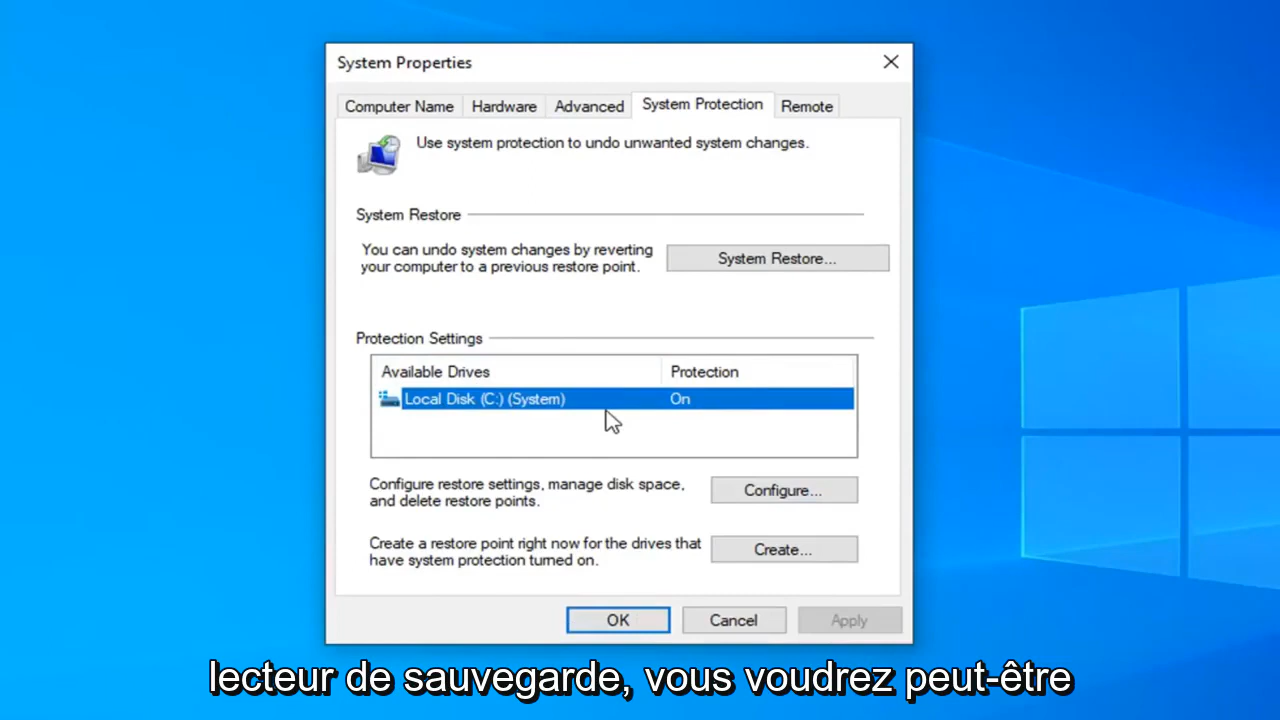 System Properties
Computer Name
Hardware
Advanced
System Protection
Remote
Use system protection to undo unwanted system changes.
System Restore
You can undo system changes by reverting
your computer to a previous restore point.
System Restore...
Protection Settings
Available Drives
Protection
Local Disk (C:) (System)
On
Configure restore settings, manage disk space,
and delete restore points.
Configure...
Create a restore point right now for the drives that
have system protection turned on.
Create...
OK
Cancel
Apply
lecteur de sauvegarde, vous voudrez peut-être